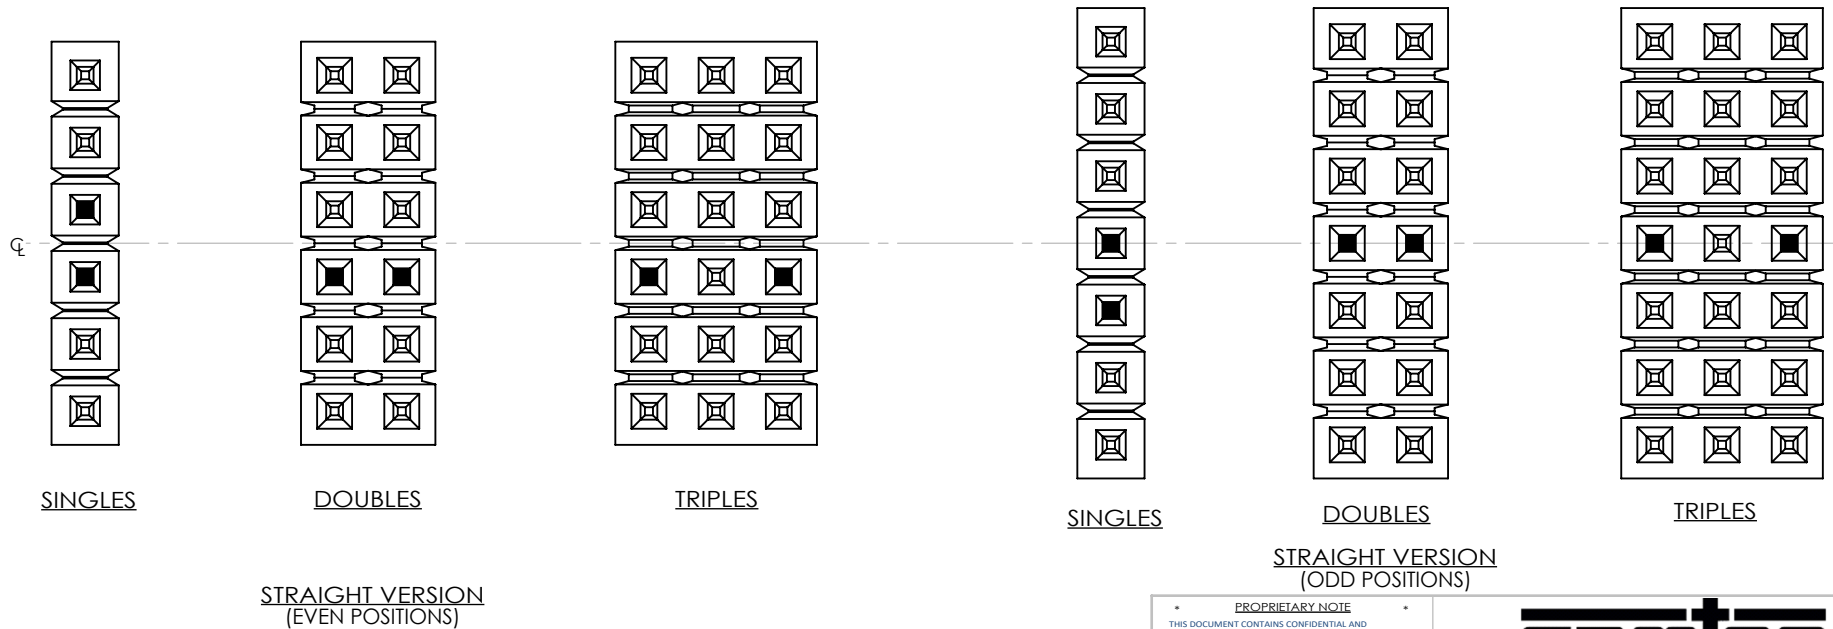 ℄
SINGLES
DOUBLES
TRIPLES
STRAIGHT VERSION
(EVEN POSITIONS)
SINGLES
DOUBLES
TRIPLES
STRAIGHT VERSION
(ODD POSITIONS)
* PROPRIETARY NOTE *
THIS DOCUMENT CONTAINS CONFIDENTIAL AND